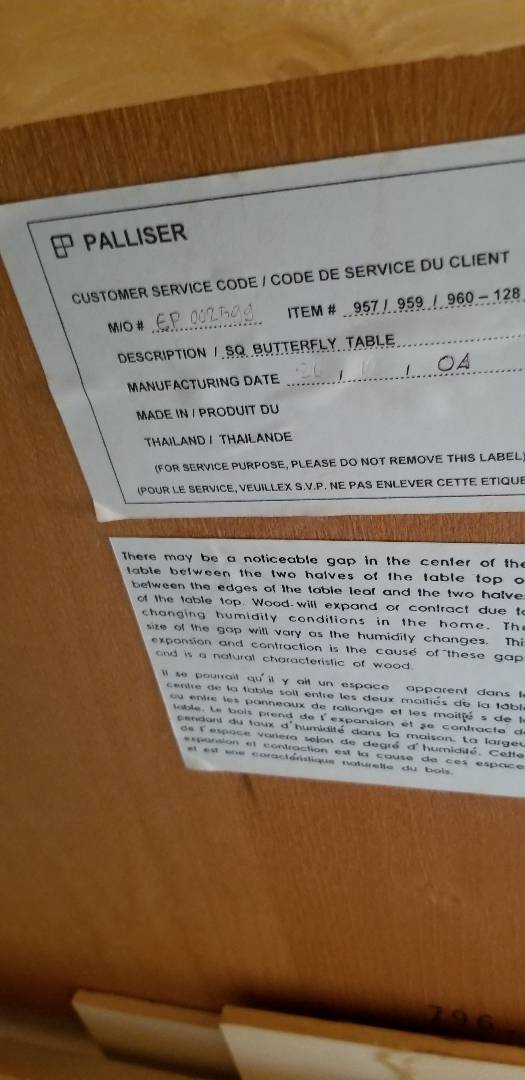 PALLISER
CUSTOMER SERVICE CODE / CODE DE SERVICE DU CLIENT
M/O # EP 002599 ITEM # 957 / 959 / 960 - 128
DESCRIPTION / SQ BUTTERFLY TABLE
MANUFACTURING DATE / / 04
MADE IN / PRODUIT DU
THAILAND / THAILANDE
(FOR SERVICE PURPOSE, PLEASE DO NOT REMOVE THIS LABEL)
(POUR LE SERVICE, VEUILLEX S.V.P. NE PAS ENLEVER CETTE ETIQUE
There may be a noticeable gap in the center of the
table between the two halves of the table top o
between the edges of the table leaf and the two halve
of the table top. Wood will expand or contract due to
changing humidity conditions in the home. The
size of the gap will vary as the humidity changes. Thi
expansion and contraction is the cause of these gap
and is a natural characteristic of wood.
Il se pourrait qu'il y ait un espace apparent dans l
centre de la table soit entre les deux moitiés de la tabl
ou entre les panneaux de rallonge et les moitié s de l
table. Le bois prend de l'expansion et se contracte d
pendant du taux d'humidité dans la maison. La largeu
de l'espace variera selon de degré d'humidité. Cette
expansion et contraction est la cause de ces espace
et est une caractéristique naturelle du bois.
796